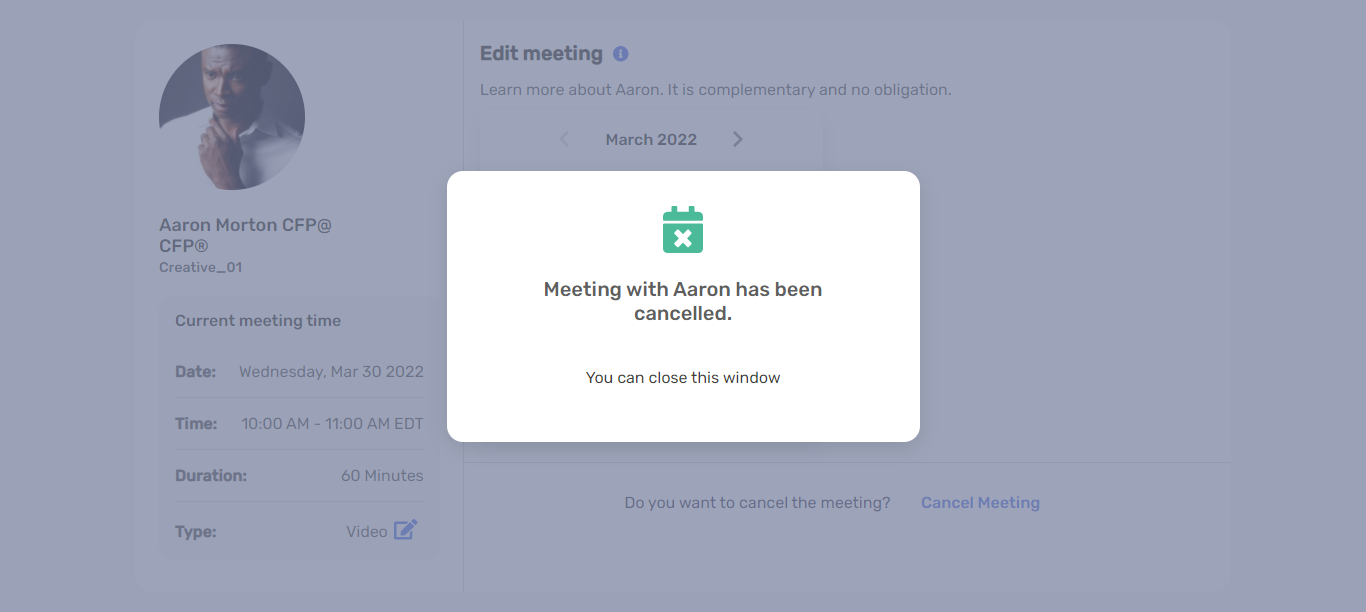 Aaron Morton CFP@
CFP®
Creative_01
Current meeting time
Date: Wednesday, Mar 30 2022
Time: 10:00 AM - 11:00 AM EDT
Duration: 60 Minutes
Type: Video
Edit meeting
Learn more about Aaron. It is complementary and no obligation.
March 2022
Meeting with Aaron has been
cancelled.
You can close this window
Do you want to cancel the meeting? Cancel Meeting